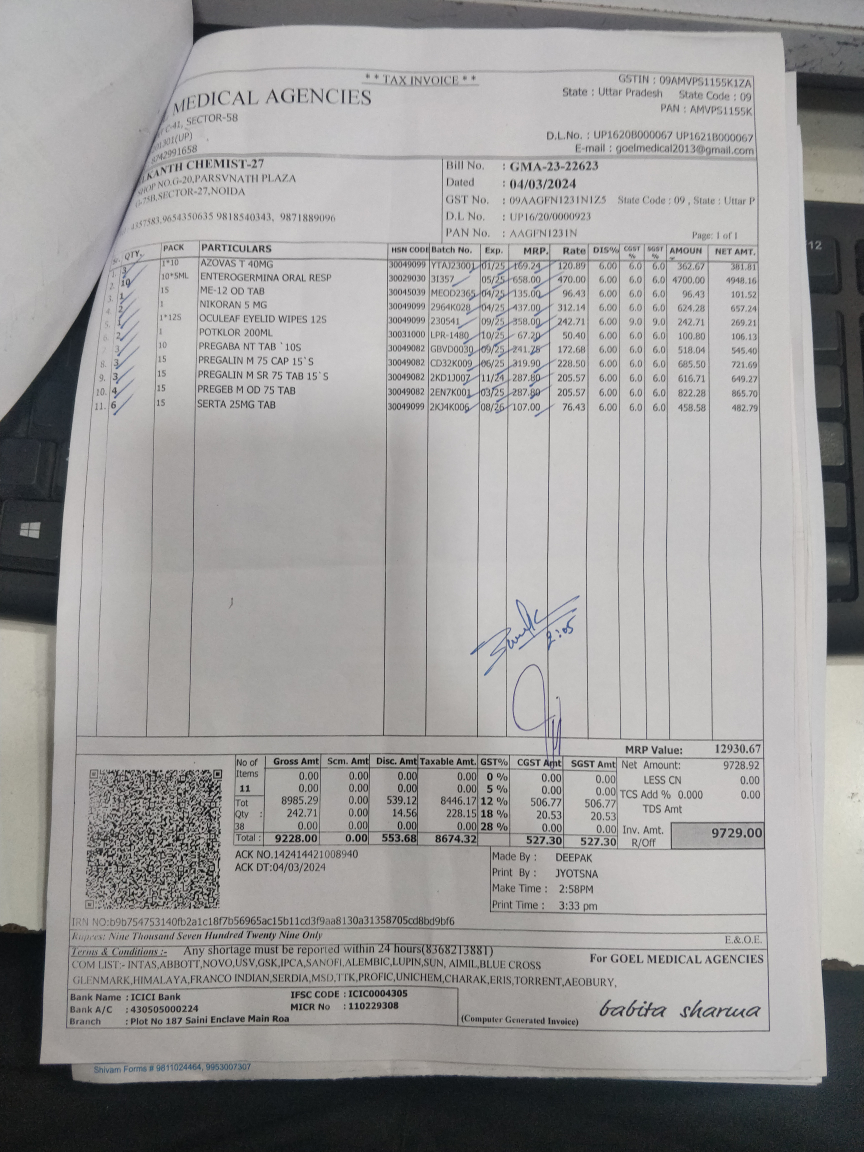 ** TAX INVOICE **
GSTIN : 09AMVPS1155K1ZA
State : Uttar Pradesh State Code : 09
PAN : AMVPS1155K
MEDICAL AGENCIES
SECTOR-58
(UP)
D.L.No. : UP1620B000067 UP1621B000067
E-mail : goelmedical2013@gmail.com
CHEMIST-27
SHOP NO.G-20,PARSVNATH PLAZA
SECTOR-27,NOIDA
9654350635 9818540343, 9871889096
Bill No. : GMA-23-22623
Dated : 04/03/2024
GST No. : 09AAGFN1231N1Z5 State Code : 09 , State : Uttar P
D.L No. : UP16/20/0000923
PAN No. : AAGFN1231N
Page: 1 of 1
QTY. PACK PARTICULARS HSN CODE Batch No. Exp. MRP. Rate DIS% CGST % SGST % AMOUN NET AMT.
3 1*10 AZOVAS T 40MG 30049099 YTAJ23001 01/25 169.24 120.89 6.00 6.0 6.0 362.67 381.81
10 10*5ML ENTEROGERMINA ORAL RESP 30029030 3I357 05/25 658.00 470.00 6.00 6.0 6.0 4700.00 4948.16
1 15 ME-12 OD TAB 30045039 MEOD2365 04/25 135.00 96.43 6.00 6.0 6.0 96.43 101.52
2 1 NIKORAN 5 MG 30049099 2964K028 04/25 437.00 312.14 6.00 6.0 6.0 624.28 657.24
1 1*12S OCULEAF EYELID WIPES 12S 30049099 230541 09/25 358.00 242.71 6.00 9.0 9.0 242.71 269.21
2 1 POTKLOR 200ML 30031000 LPR-1480 10/25 67.20 50.40 6.00 6.0 6.0 100.80 106.13
3 10 PREGABA NT TAB `10S 30049082 GBVD0030 09/25 241.75 172.68 6.00 6.0 6.0 518.04 545.40
8. 3 15 PREGALIN M 75 CAP 15`S 30049082 CD32K009 06/25 319.90 228.50 6.00 6.0 6.0 685.50 721.69
9. 3 15 PREGALIN M SR 75 TAB 15`S 30049082 2KD1J007 11/24 287.80 205.57 6.00 6.0 6.0 616.71 649.27
10. 4 15 PREGEB M OD 75 TAB 30049082 2EN7K001 03/25 287.80 205.57 6.00 6.0 6.0 822.28 865.70
11. 6 15 SERTA 25MG TAB 30049099 2KJ4K006 08/26 107.00 76.43 6.00 6.0 6.0 458.58 482.79
2:05
MRP Value: 12930.67
No of Items Gross Amt Scm. Amt Disc. Amt Taxable Amt. GST% CGST Amt SGST Amt
0.00 0.00 0.00 0.00 0 % 0.00 0.00
11 0.00 0.00 0.00 0.00 5 % 0.00 0.00
Tot 8985.29 0.00 539.12 8446.17 12 % 506.77 506.77
Qty : 242.71 0.00 14.56 228.15 18 % 20.53 20.53
38 0.00 0.00 0.00 0.00 28 % 0.00 0.00
Total : 9228.00 0.00 553.68 8674.32 527.30 527.30
Net Amount: 9728.92
LESS CN 0.00
TCS Add % 0.000 0.00
TDS Amt
Inv. Amt. R/Off 9729.00
ACK NO.142414421008940
ACK DT:04/03/2024
Made By : DEEPAK
Print By : JYOTSNA
Make Time : 2:58PM
Print Time : 3:33 pm
IRN NO:b9b754753140fb2a1c18f7b56965ac15b11cd3f9aa8130a31358705cd8bd9bf6
Rupees: Nine Thousand Seven Hundred Twenty Nine Only
E.&.O.E.
Terms & Conditions :- Any shortage must be reported within 24 hours(8368213881)
COM LIST:- INTAS,ABBOTT,NOVO,USV,GSK,IPCA,SANOFI,ALEMBIC,LUPIN,SUN, AIMIL,BLUE CROSS
GLENMARK,HIMALAYA,FRANCO INDIAN,SERDIA,MSD,TTK,PROFIC,UNICHEM,CHARAK,ERIS,TORRENT,AEOBURY,
For GOEL MEDICAL AGENCIES
Bank Name : ICICI Bank IFSC CODE : ICIC0004305
Bank A/C : 430505000224 MICR No : 110229308
Branch : Plot No 187 Saini Enclave Main Roa
(Computer Generated Invoice)
babita sharma
Shivam Forms # 9811024464, 9953007307